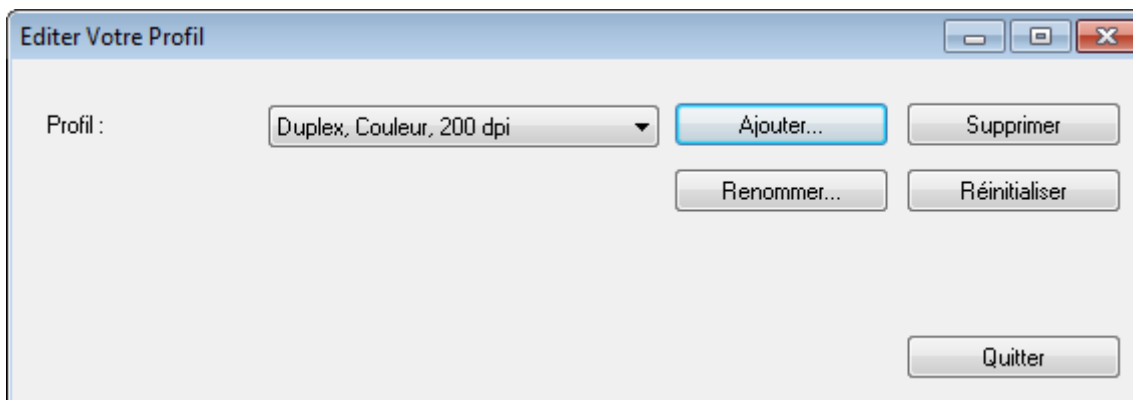 Editer Votre Profil
Profil : Duplex, Couleur, 200 dpi Ajouter... Supprimer
Renommer... Réinitialiser
Quitter